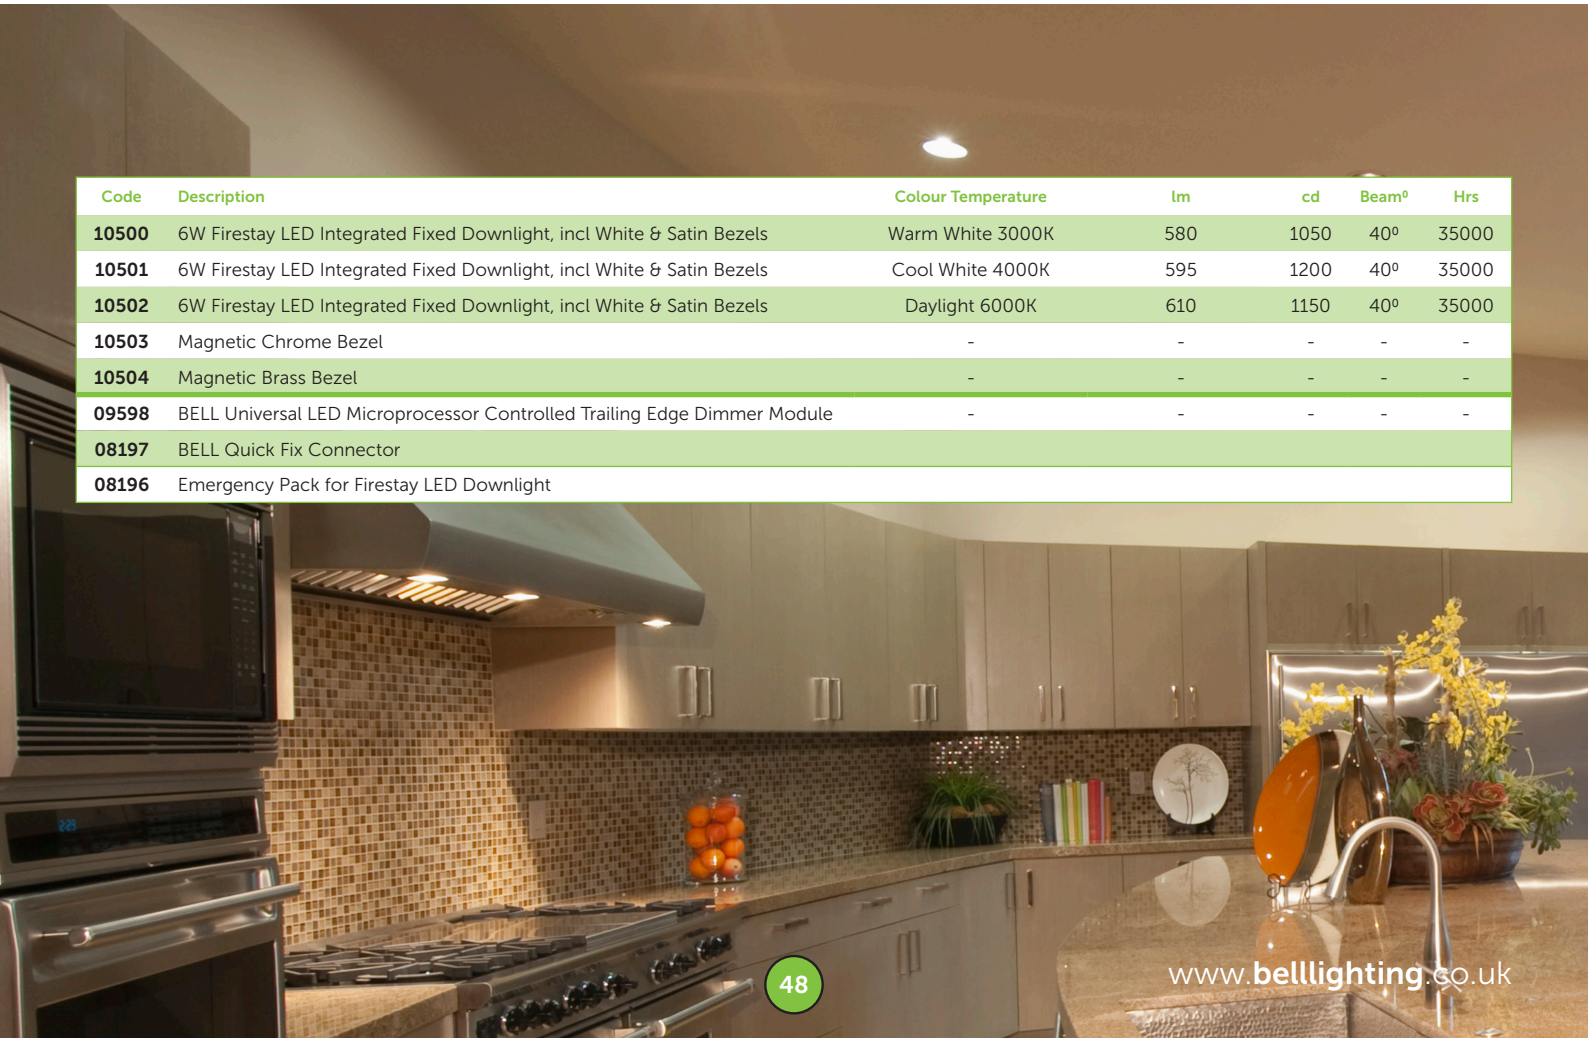 Code Description Colour Temperature lm cd Beam⁰ Hrs
10500 6W Firestay LED Integrated Fixed Downlight, incl White & Satin Bezels Warm White 3000K 580 1050 40⁰ 35000
10501 6W Firestay LED Integrated Fixed Downlight, incl White & Satin Bezels Cool White 4000K 595 1200 40⁰ 35000
10502 6W Firestay LED Integrated Fixed Downlight, incl White & Satin Bezels Daylight 6000K 610 1150 40⁰ 35000
10503 Magnetic Chrome Bezel - - - - -
10504 Magnetic Brass Bezel - - - - -
09598 BELL Universal LED Microprocessor Controlled Trailing Edge Dimmer Module - - - - -
08197 BELL Quick Fix Connector
08196 Emergency Pack for Firestay LED Downlight
48
www.belllighting.co.uk